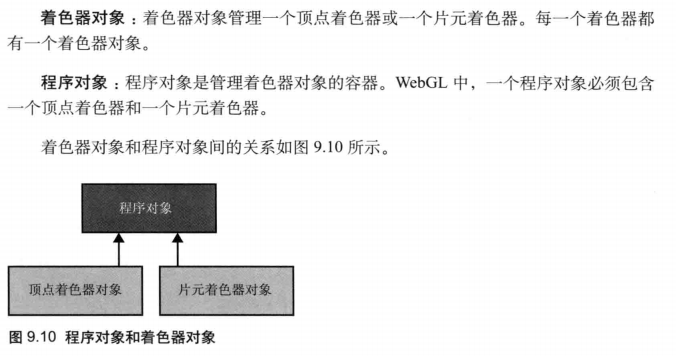 着色器对象：着色器对象管理一个顶点着色器或一个片元着色器。每一个着色器都
有一个着色器对象。
程序对象：程序对象是管理着色器对象的容器。WebGL 中，一个程序对象必须包含
一个顶点着色器和一个片元着色器。
着色器对象和程序对象间的关系如图 9.10 所示。
程序对象
顶点着色器对象
片元着色器对象
图 9.10 程序对象和着色器对象